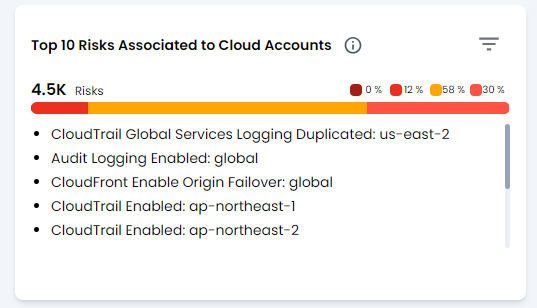 Top 10 Risks Associated to Cloud Accounts
4.5K Risks 0 % 12 % 58 % 30 %
CloudTrail Global Services Logging Duplicated: us-east-2
Audit Logging Enabled: global
CloudFront Enable Origin Failover: global
CloudTrail Enabled: ap-northeast-1
CloudTrail Enabled: ap-northeast-2